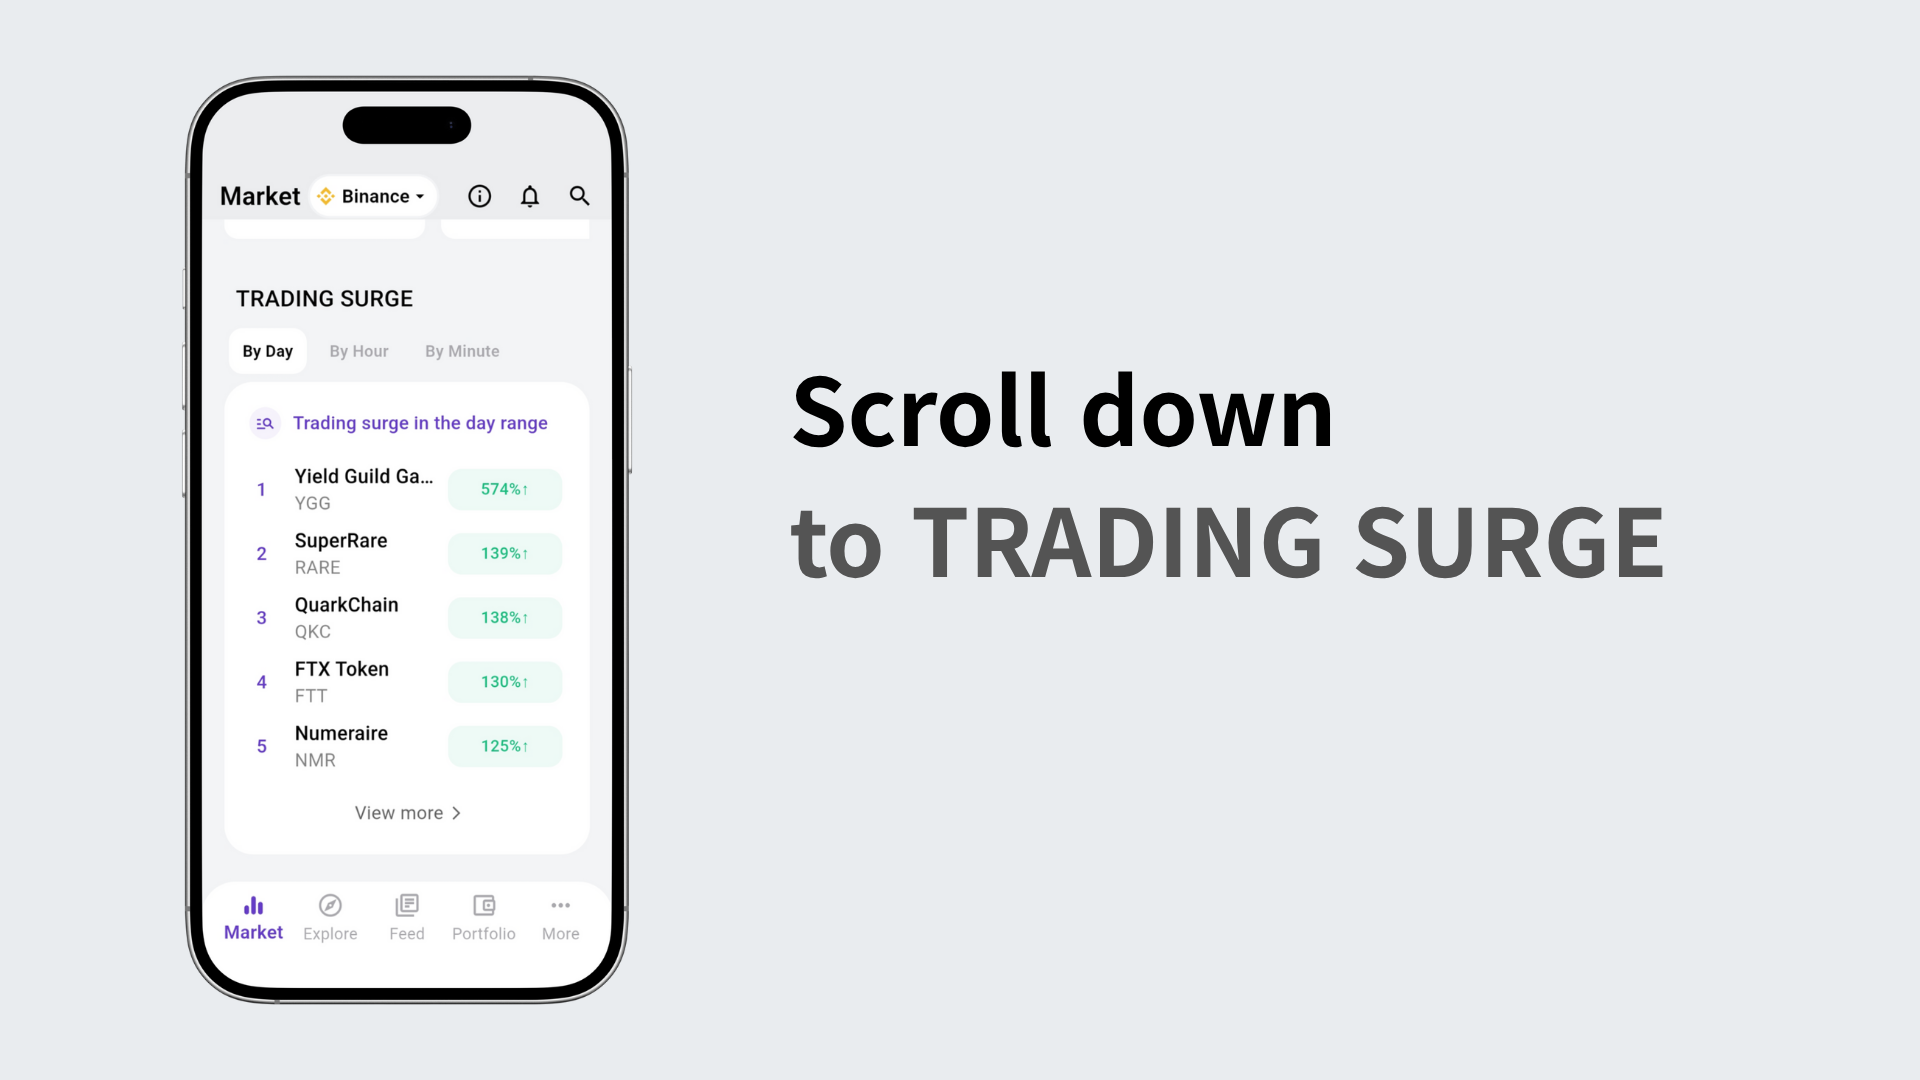 Market
Binance
TRADING SURGE
By Day
By Hour
By Minute
Trading surge in the day range
1
Yield Guild Ga...
YGG
574%↑
2
SuperRare
RARE
139%↑
3
QuarkChain
QKC
138%↑
4
FTX Token
FTT
130%↑
5
Numeraire
NMR
125%↑
View more
Market
Explore
Feed
Portfolio
More
Scroll down
to TRADING SURGE